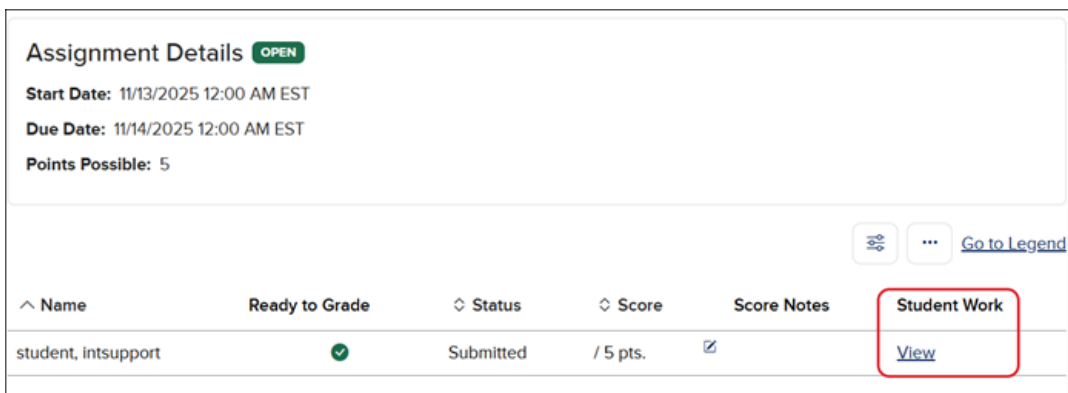 Assignment Details OPEN
Start Date: 11/13/2025 12:00 AM EST
Due Date: 11/14/2025 12:00 AM EST
Points Possible: 5
Go to Legend
Name Ready to Grade Status Score Score Notes Student Work
student, intsupport Submitted / 5 pts. View